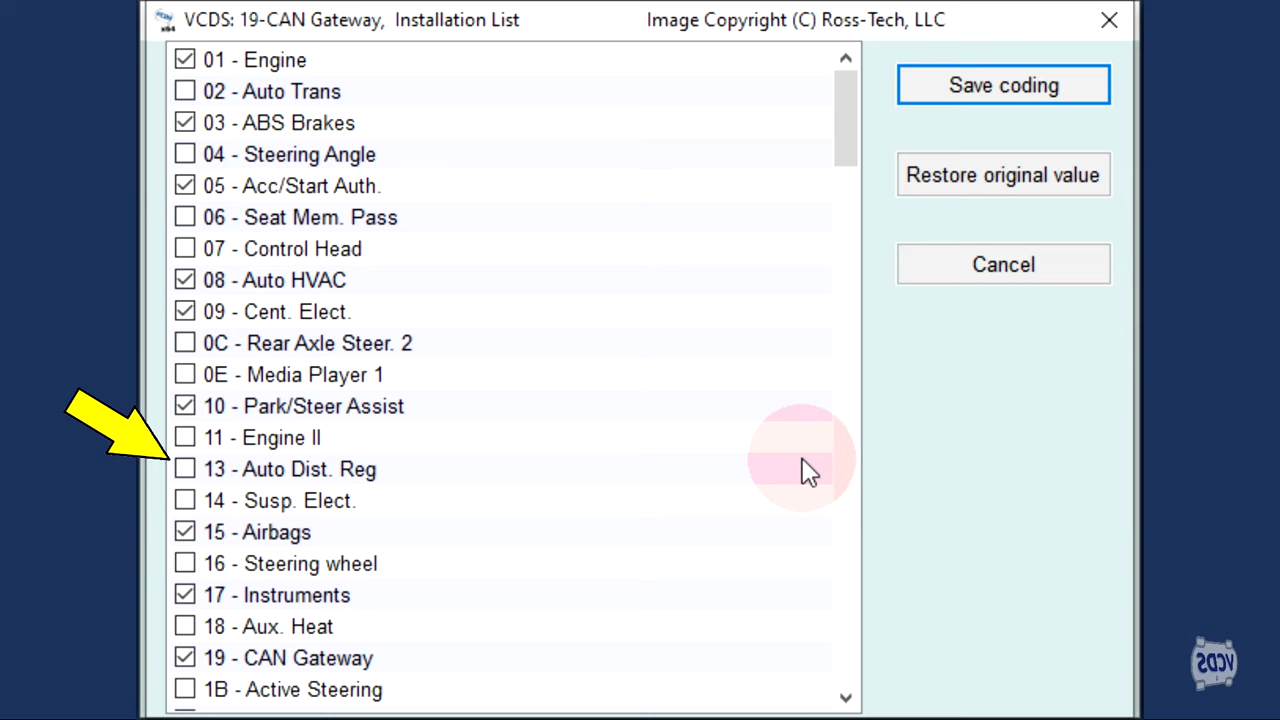 VCDS: 19-CAN Gateway, Installation List Image Copyright (C) Ross-Tech, LLC
x64
01 - Engine
02 - Auto Trans
03 - ABS Brakes
04 - Steering Angle
05 - Acc/Start Auth.
06 - Seat Mem. Pass
07 - Control Head
08 - Auto HVAC
09 - Cent. Elect.
0C - Rear Axle Steer. 2
0E - Media Player 1
10 - Park/Steer Assist
11 - Engine II
13 - Auto Dist. Reg
14 - Susp. Elect.
15 - Airbags
16 - Steering wheel
17 - Instruments
18 - Aux. Heat
19 - CAN Gateway
1B - Active Steering
Save coding
Restore original value
Cancel
VCDS